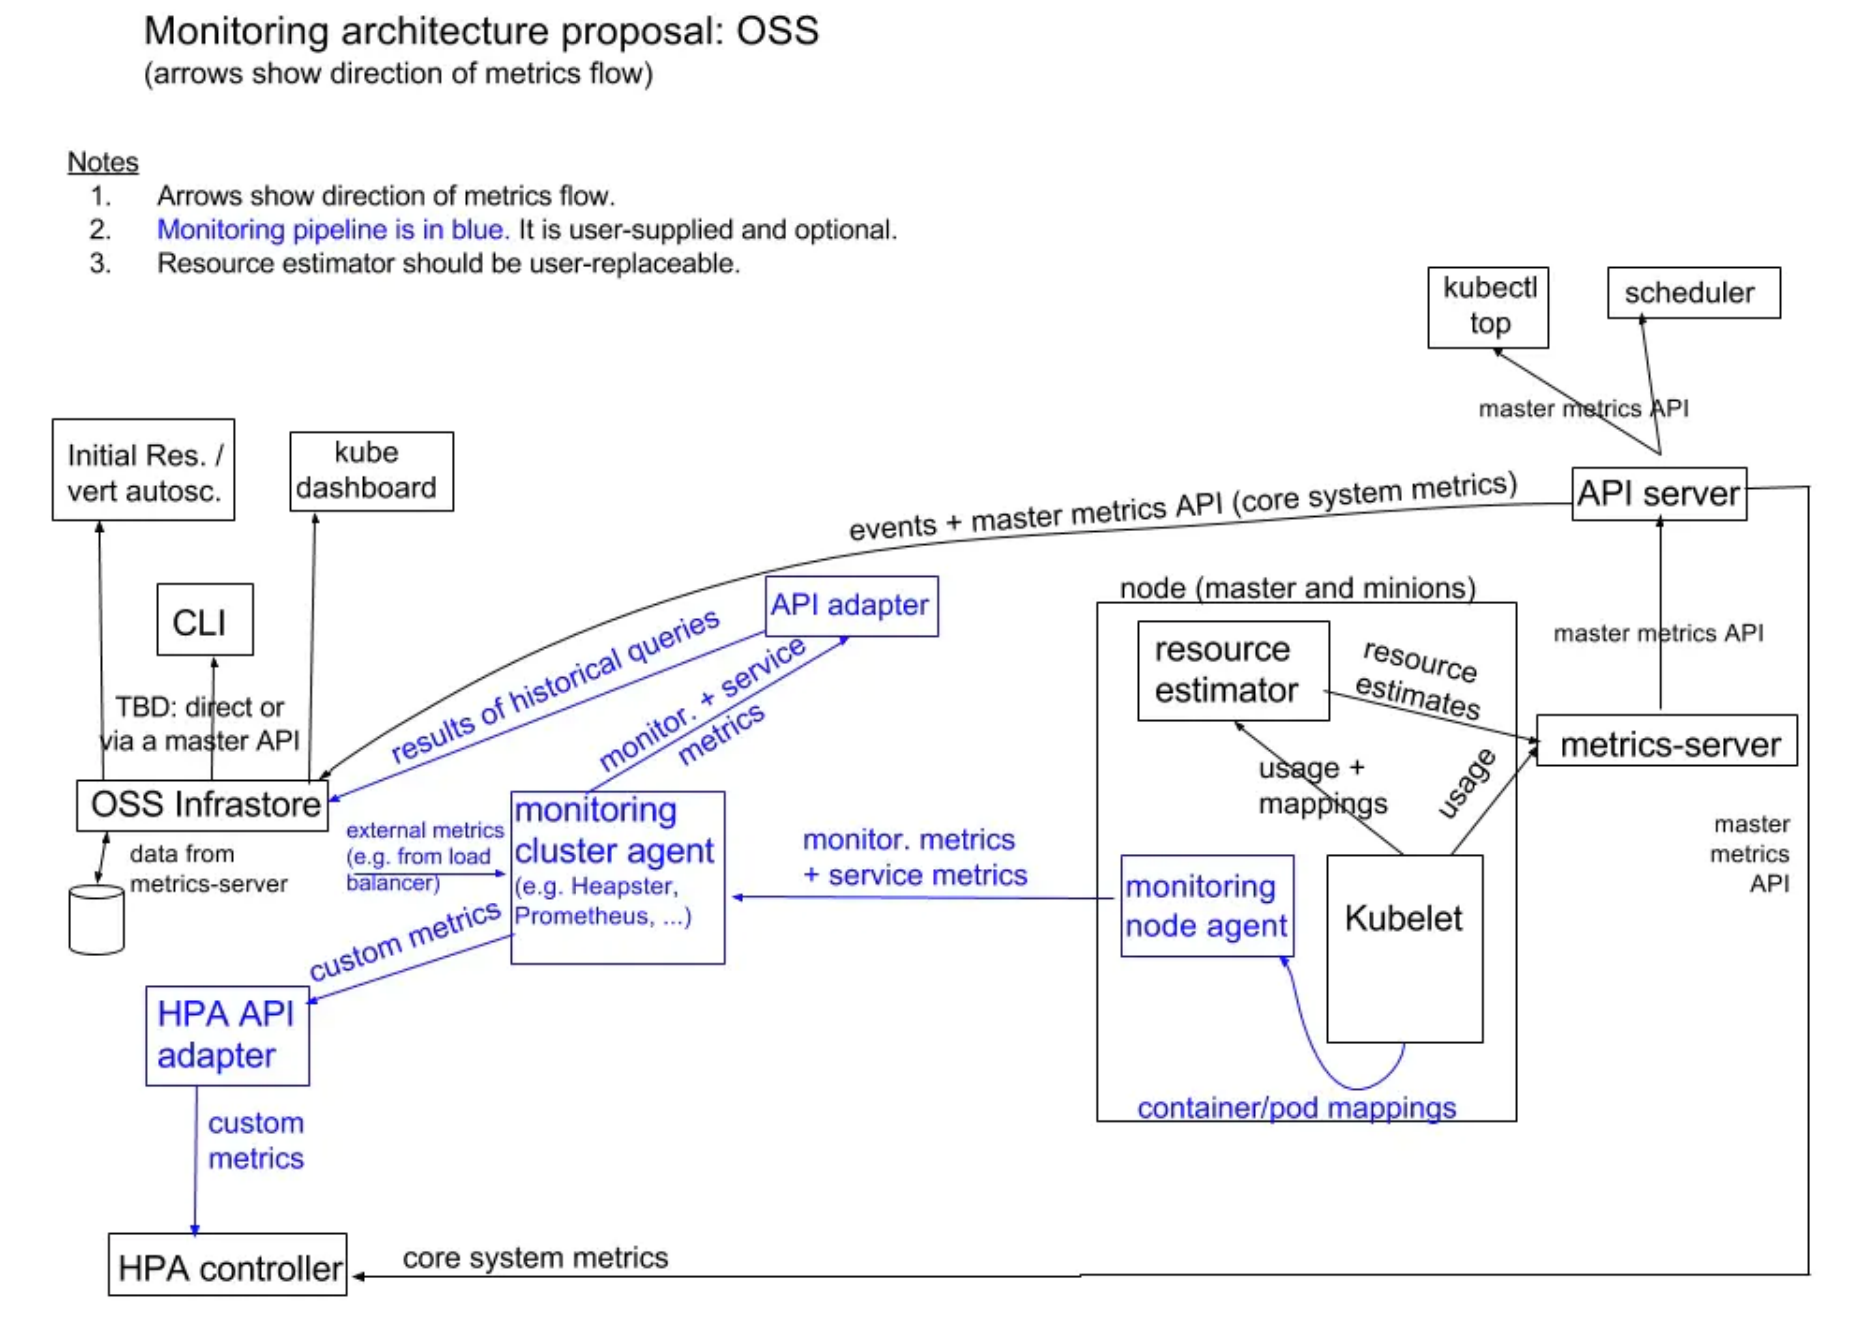 Monitoring architecture proposal: OSS
(arrows show direction of metrics flow)
Notes
1. Arrows show direction of metrics flow.
2. Monitoring pipeline is in blue. It is user-supplied and optional.
3. Resource estimator should be user-replaceable.
kubectl
top
scheduler
master metrics API
Initial Res. /
vert autosc.
kube
dashboard
API server
events + master metrics API (core system metrics)
CLI
API adapter
node (master and minions)
resource
estimator
resource
estimates
master metrics API
results of historical queries
monitor. + service
metrics
TBD: direct or
via a master API
metrics-server
usage +
mappings
usage
OSS Infrastore
data from
metrics-server
external metrics
(e.g. from load
balancer)
monitoring
cluster agent
(e.g. Heapster,
Prometheus, ...)
monitor. metrics
+ service metrics
monitoring
node agent
Kubelet
master
metrics
API
custom metrics
HPA API
adapter
container/pod mappings
custom
metrics
HPA controller
core system metrics